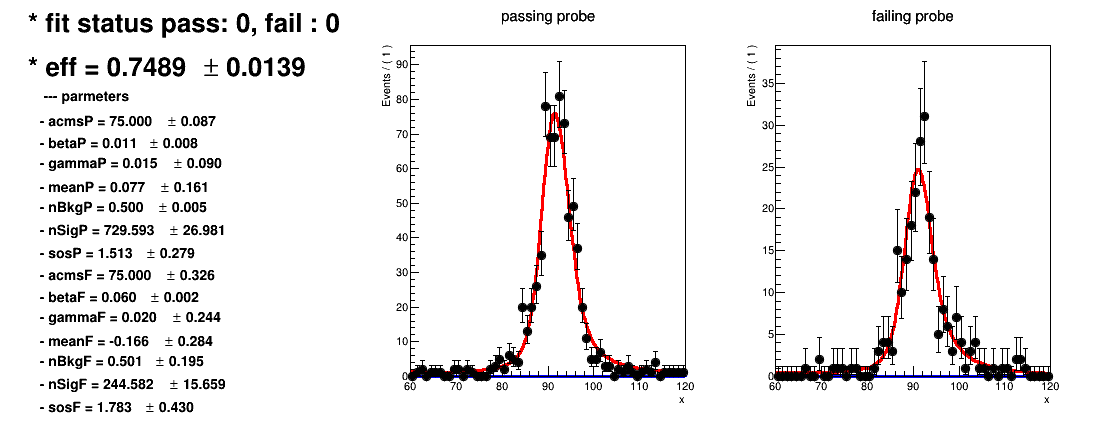 * fit status pass: 0, fail : 0
* eff = 0.7489 ± 0.0139
--- parmeters
- acmsP = 75.000 ± 0.087
- betaP = 0.011 ± 0.008
- gammaP = 0.015 ± 0.090
- meanP = 0.077 ± 0.161
- nBkgP = 0.500 ± 0.005
- nSigP = 729.593 ± 26.981
- sosP = 1.513 ± 0.279
- acmsF = 75.000 ± 0.326
- betaF = 0.060 ± 0.002
- gammaF = 0.020 ± 0.244
- meanF = -0.166 ± 0.284
- nBkgF = 0.501 ± 0.195
- nSigF = 244.582 ± 15.659
- sosF = 1.783 ± 0.430
passing probe
Events / ( 1 )
90
80
70
60
50
40
30
20
10
0
60 70 80 90 100 110 120
x
failing probe
Events / ( 1 )
35
30
25
20
15
10
5
0
60 70 80 90 100 110 120
x